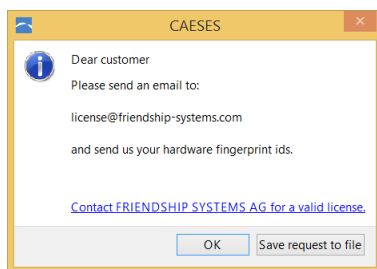 CAESES
Dear customer
Please send an email to:
license@friendship-systems.com
and send us your hardware fingerprint ids.
Contact FRIENDSHIP SYSTEMS AG for a valid license.
OK
Save request to file